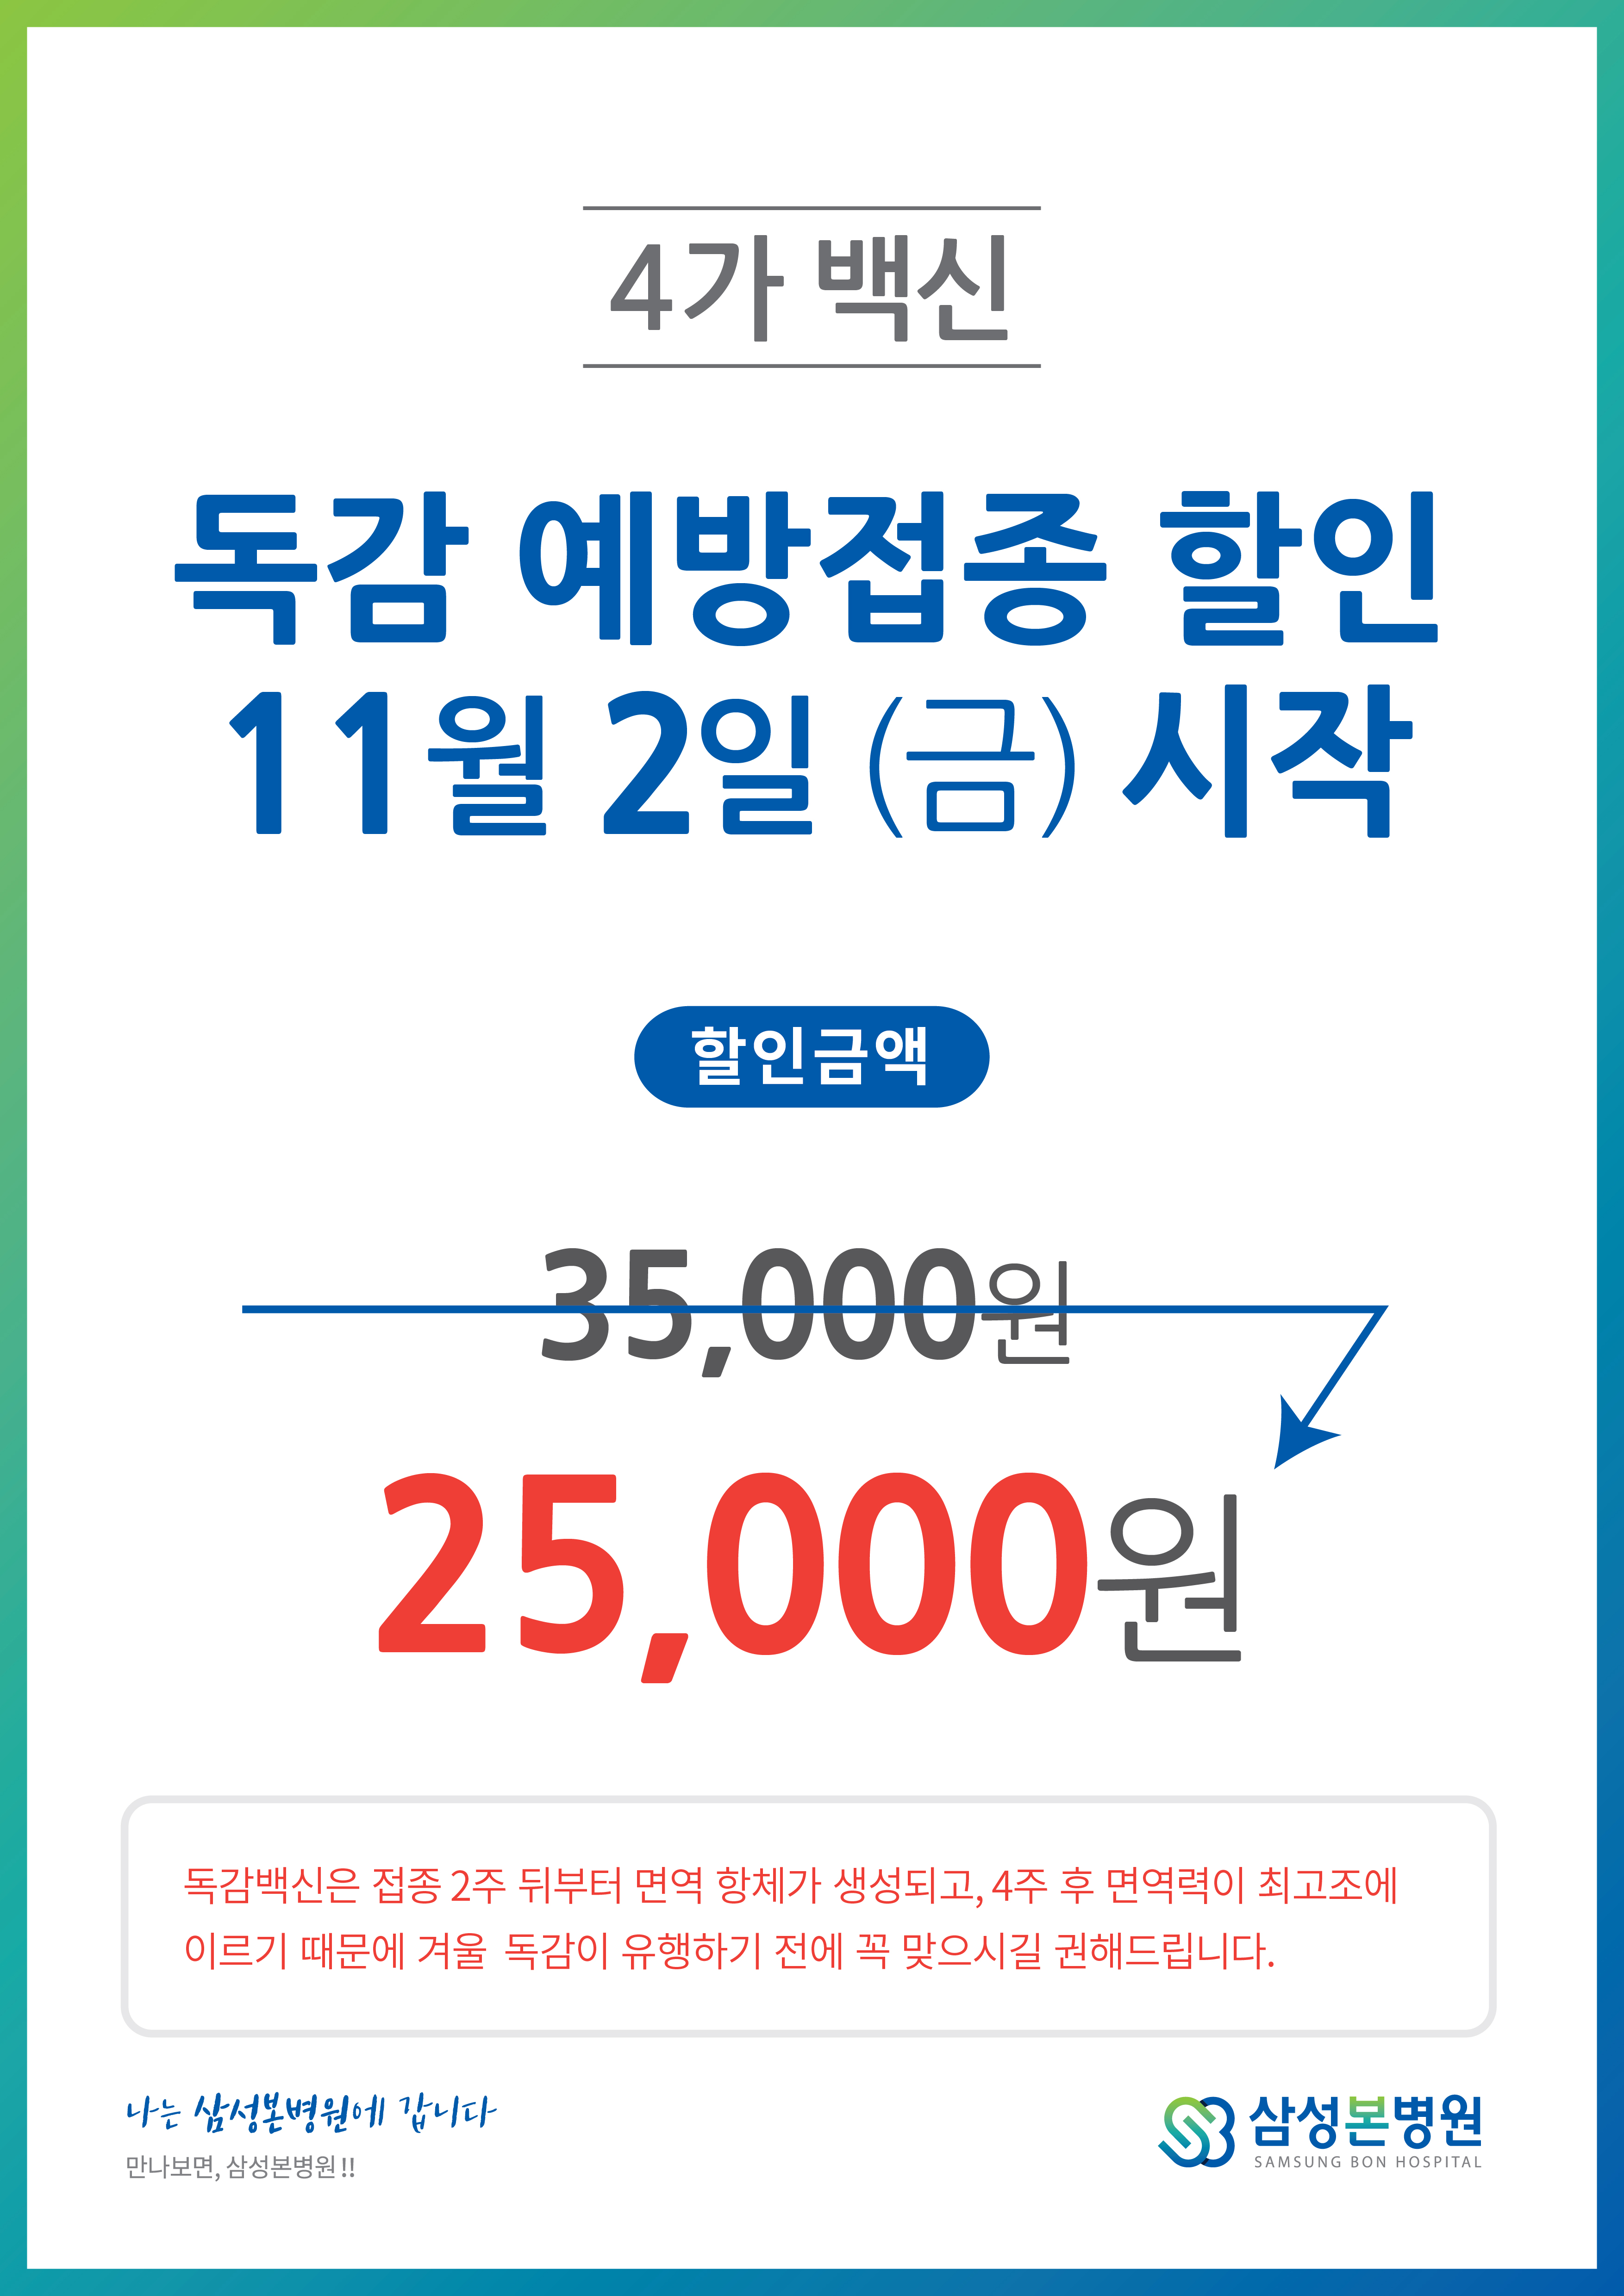 4가 백신
독감 예방접종 할인
11월 2일 (금) 시작
할인금액
35,000원
25,000원
독감백신은 접종 2주 뒤부터 면역 항체가 생성되고, 4주 후 면역력이 최고조에
이르기 때문에 겨울 독감이 유행하기 전에 꼭 맞으시길 권해드립니다.
나는 삼성본병원에 갑니다
만나보면, 삼성본병원!!
삼성본병원
SAMSUNG BON HOSPITAL